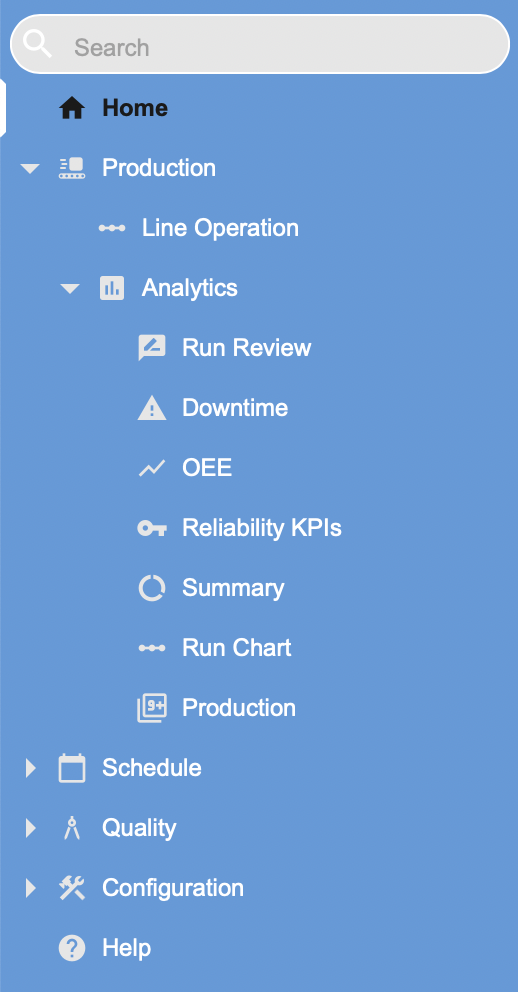 Search
Home
Production
Line Operation
Analytics
Run Review
Downtime
OEE
Reliability KPIs
Summary
Run Chart
9+
Production
Schedule
Quality
Configuration
Help